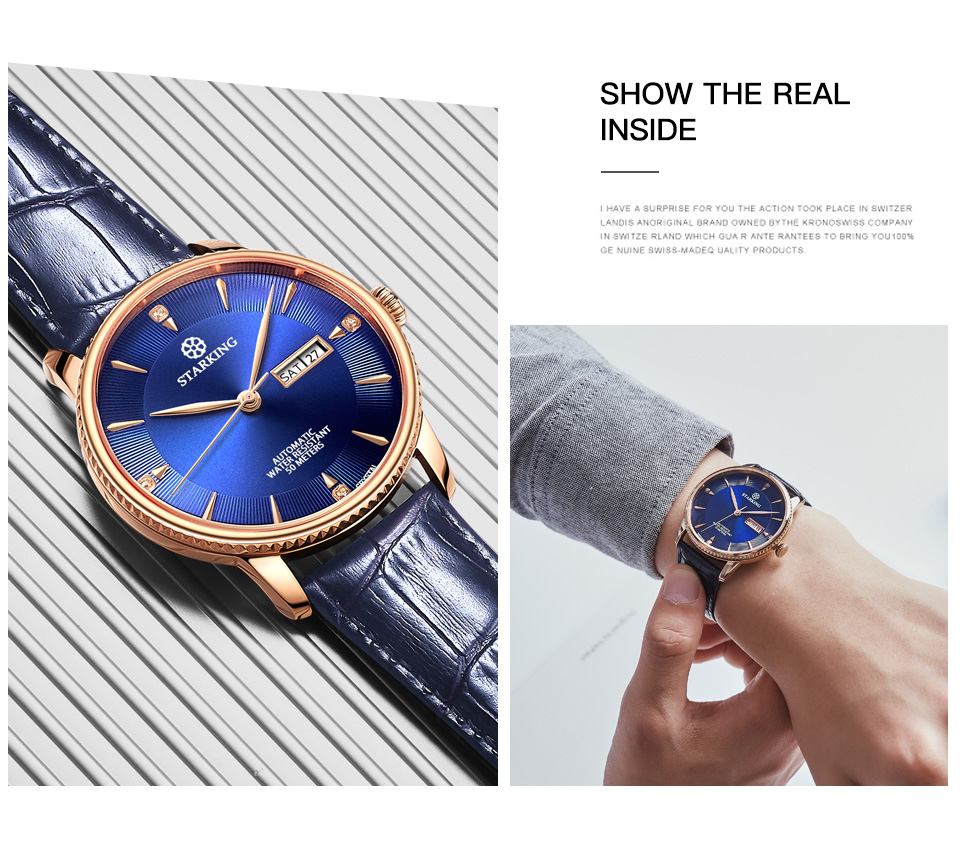 SHOW THE REAL
INSIDE
I HAVE A SURPRISE FOR YOU THE ACTION TOOK PLACE IN SWITZER
LANDIS ANORIGINAL BRAND OWNED BYTHE KRONOSWISS COMPANY
IN SWITZE RLAND WHICH GUA R ANTE RANTEES TO BRING YOU100%
GE NUINE SWISS-MADEQ UALITY PRODUCTS.
STARKING
SAT 27
AUTOMATIC
WATER RESISTANT
50 METERS
STARKING